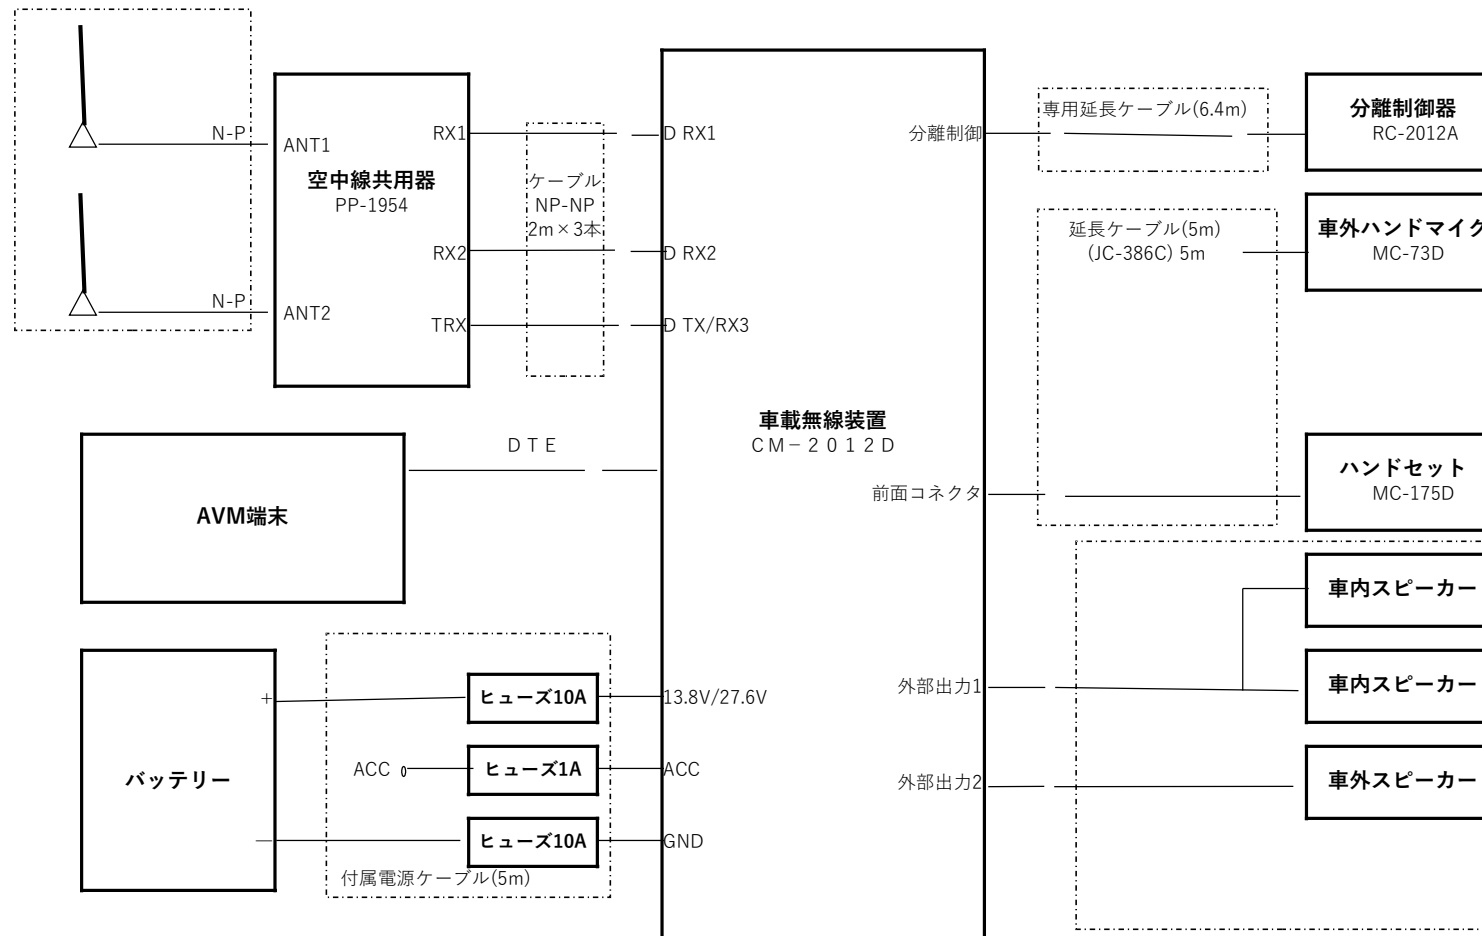 N-P
ANT1
RX1
空中線共用器
PP-1954
RX2
N-P
ANT2
TRX
ケーブル
NP-NP
2m×3本
D RX1
D RX2
D TX/RX3
分離制御
専用延長ケーブル(6.4m)
分離制御器
RC-2012A
延長ケーブル(5m)
(JC-386C) 5m
車外ハンドマイク
MC-73D
車載無線装置
CM−2012D
DTE
AVM端末
前面コネクタ
ハンドセット
MC-175D
車内スピーカー
車内スピーカー
車外スピーカー
外部出力1
外部出力2
バッテリー
+
ヒューズ10A
13.8V/27.6V
ACC
ヒューズ1A
ACC
—
ヒューズ10A
GND
付属電源ケーブル(5m)